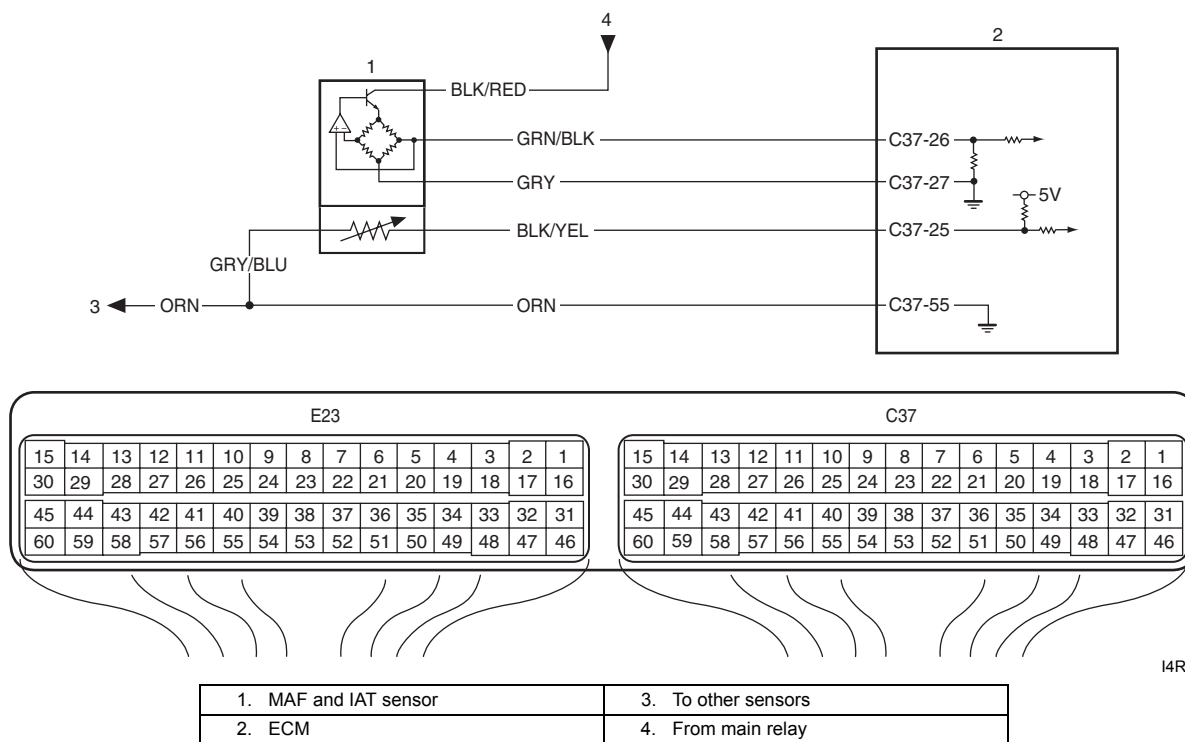 4
2
1
BLK/RED
GRN/BLK
C37-26
GRY
C37-27
5V
BLK/YEL
C37-25
GRY/BLU
3
ORN
ORN
C37-55
E23
C37
15 14 13 12 11 10 9 8 7 6 5 4 3 2 1
15 14 13 12 11 10 9 8 7 6 5 4 3 2 1
30 29 28 27 26 25 24 23 22 21 20 19 18 17 16
30 29 28 27 26 25 24 23 22 21 20 19 18 17 16
45 44 43 42 41 40 39 38 37 36 35 34 33 32 31
45 44 43 42 41 40 39 38 37 36 35 34 33 32 31
60 59 58 57 56 55 54 53 52 51 50 49 48 47 46
60 59 58 57 56 55 54 53 52 51 50 49 48 47 46
I4R
1. MAF and IAT sensor
3. To other sensors
2. ECM
4. From main relay